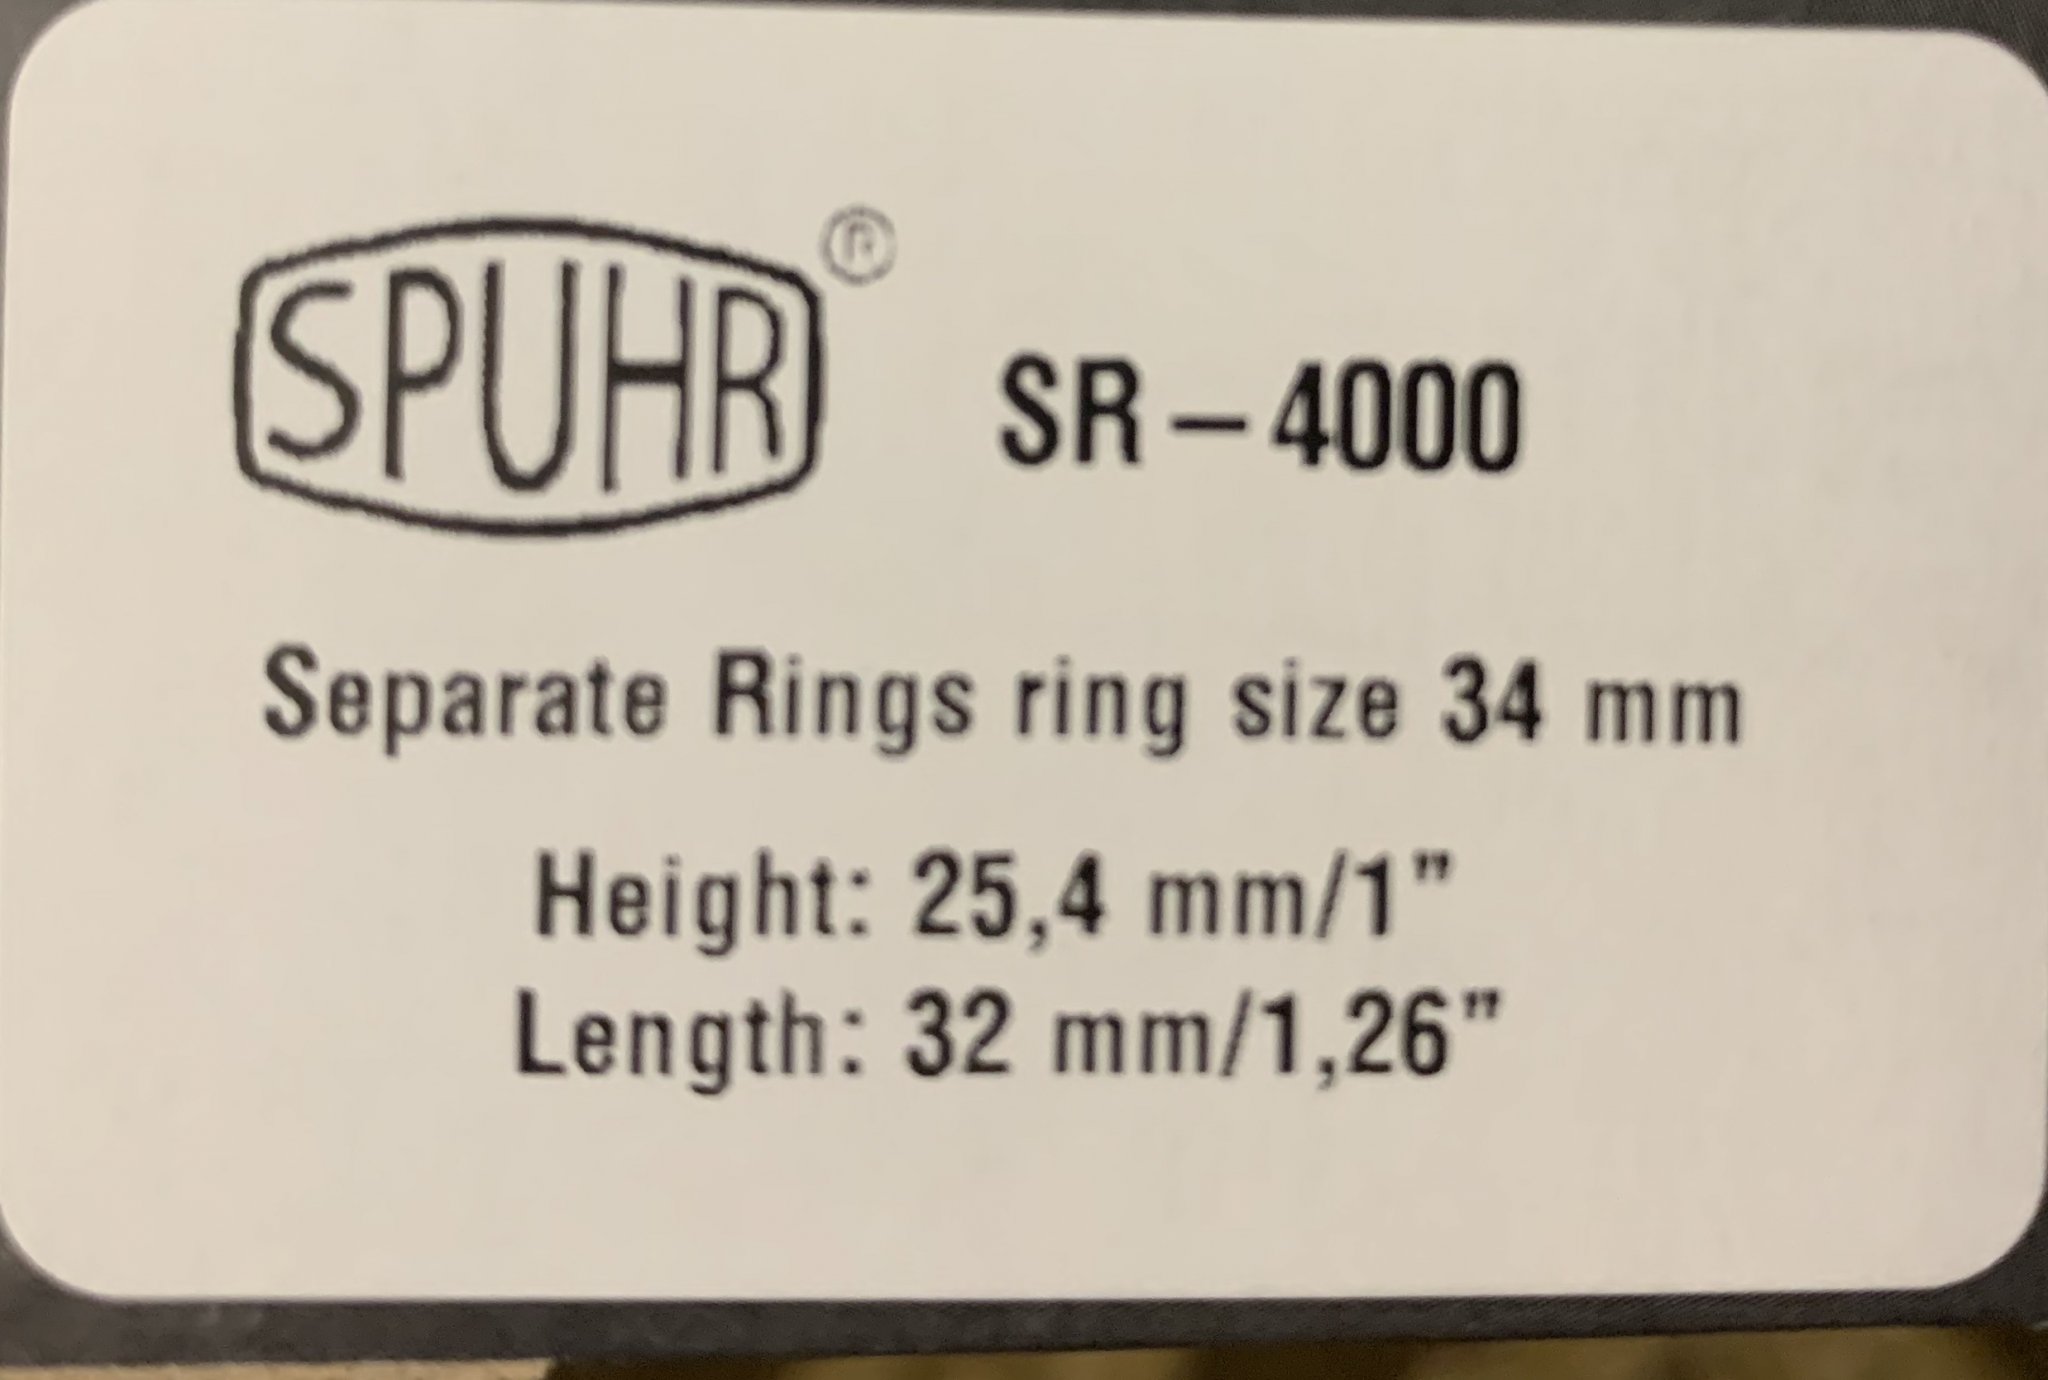 SPUHR® SR-4000
Separate Rings ring size 34 mm
Height: 25,4 mm/1"
Length: 32 mm/1,26"